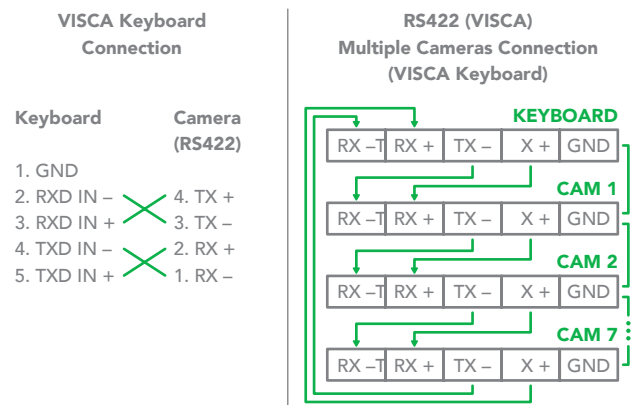 VISCA Keyboard
Connection
Keyboard Camera
(RS422)
1. GND
2. RXD IN – 4. TX +
3. RXD IN + 3. TX –
4. TXD IN – 2. RX +
5. TXD IN + 1. RX –
RS422 (VISCA)
Multiple Cameras Connection
(VISCA Keyboard)
KEYBOARD
RX –T RX + TX – X + GND
CAM 1
RX –T RX + TX – X + GND
CAM 2
RX –T RX + TX – X + GND
CAM 7
RX –T RX + TX – X + GND